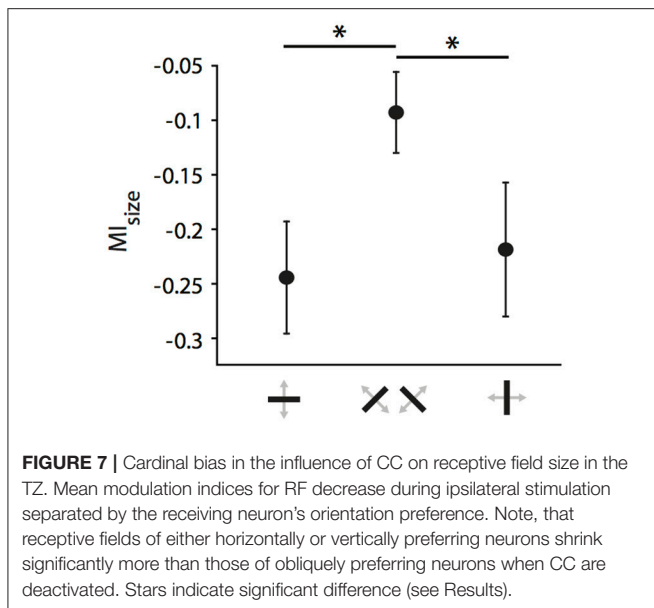 * *
-0.05
-0.1
-0.15
-0.2
-0.25
-0.3
MIsize
FIGURE 7 | Cardinal bias in the influence of CC on receptive field size in the
TZ. Mean modulation indices for RF decrease during ipsilateral stimulation
separated by the receiving neuron's orientation preference. Note, that
receptive fields of either horizontally or vertically preferring neurons shrink
significantly more than those of obliquely preferring neurons when CC are
deactivated. Stars indicate significant difference (see Results).